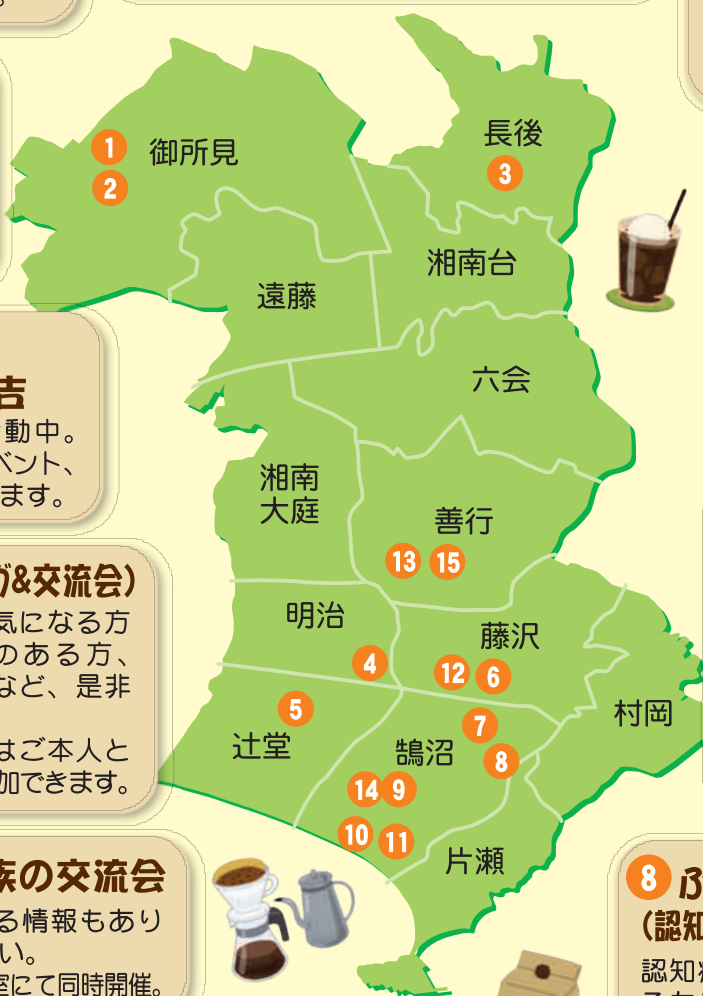 1
御所見
2
長後
3
湘南台
遠藤
六会
湘南
大庭
善行
13 15
明治
4
藤沢
12 6
5
辻堂
村岡
7
鵠沼
8
14 9
10 11
片瀬
吉
動中。
ベント、
ます。
&交流会)
気になる方
のある方、
など、是非
はご本人と
加できます。
族の交流会
る情報もあり
い。
室にて同時開催。
8 ふ
(認知
認知